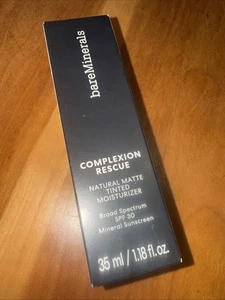 bareMinerals
COMPLEXION
RESCUE
NATURAL MATTE
TINTED
MOISTURIZER
Broad Spectrum
SPF 30
Mineral Sunscreen
35 ml / 1.18 fl.oz